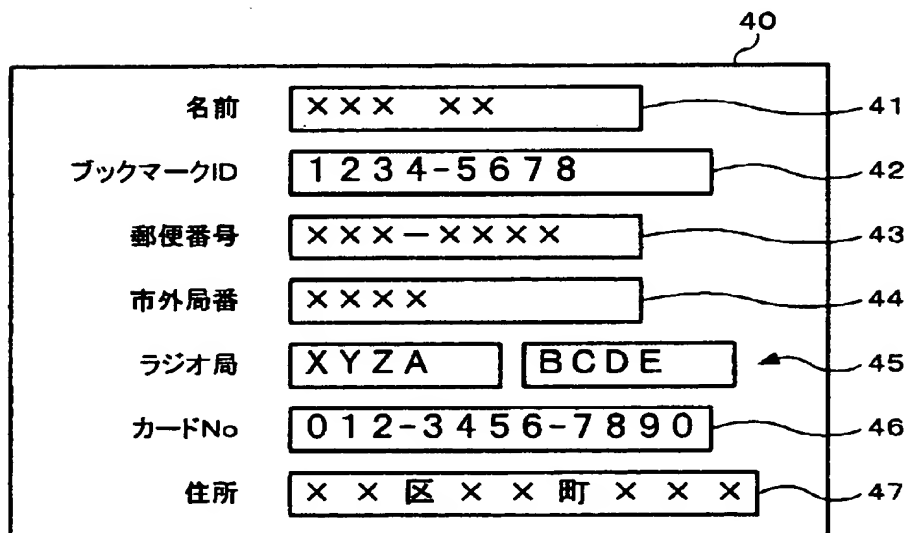 40
名前 ××× ×× 41
ブックマークID 1234-5678 42
郵便番号 ×××-×××× 43
市外局番 ×××× 44
ラジオ局 XYZA BCDE 45
カードNo 012-3456-7890 46
住所 ××区××町××× 47